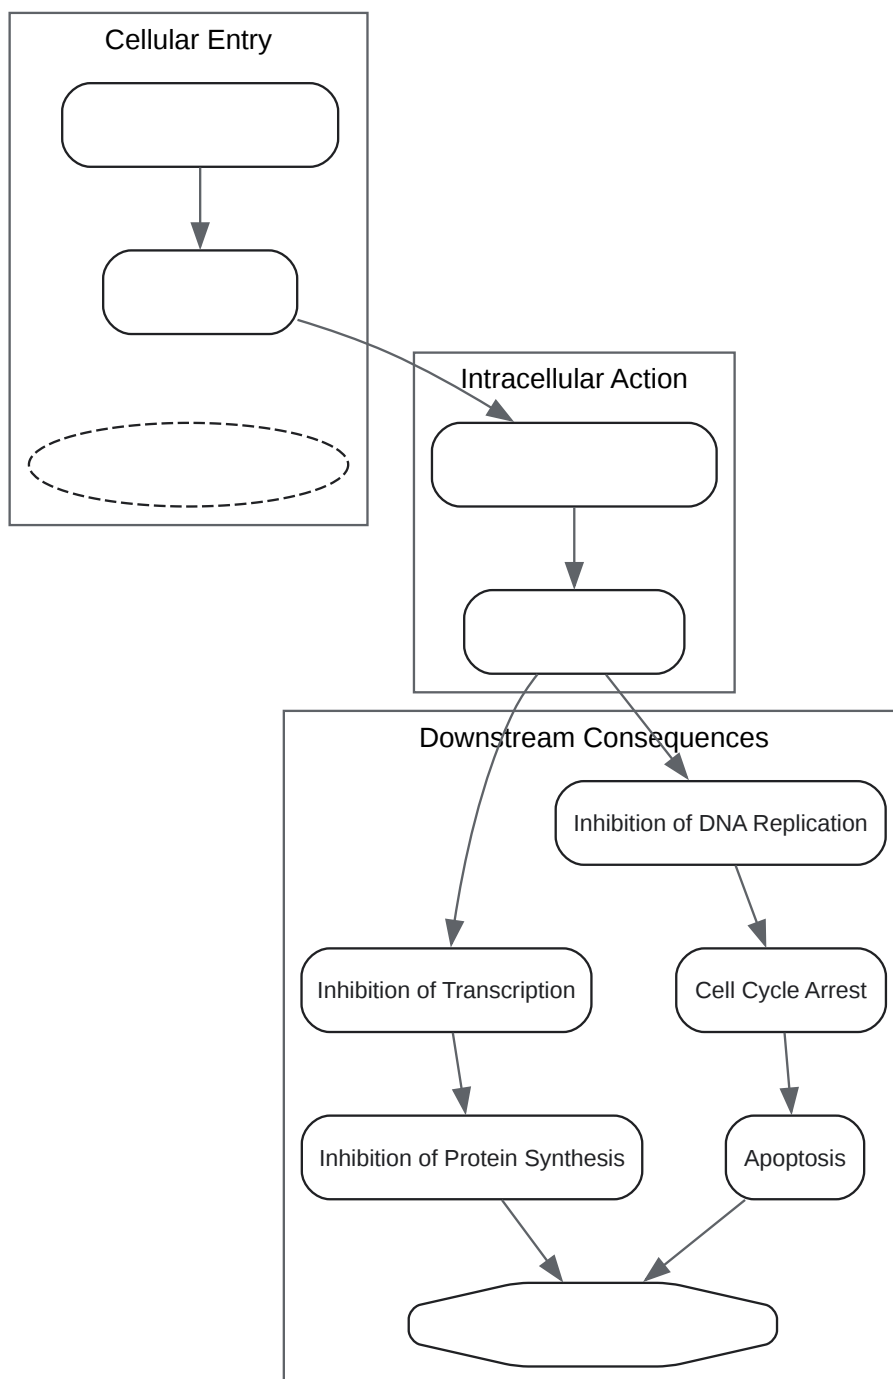 Cellular Entry
Intracellular Action
Downstream Consequences
Inhibition of DNA Replication
Inhibition of Transcription
Cell Cycle Arrest
Inhibition of Protein Synthesis
Apoptosis